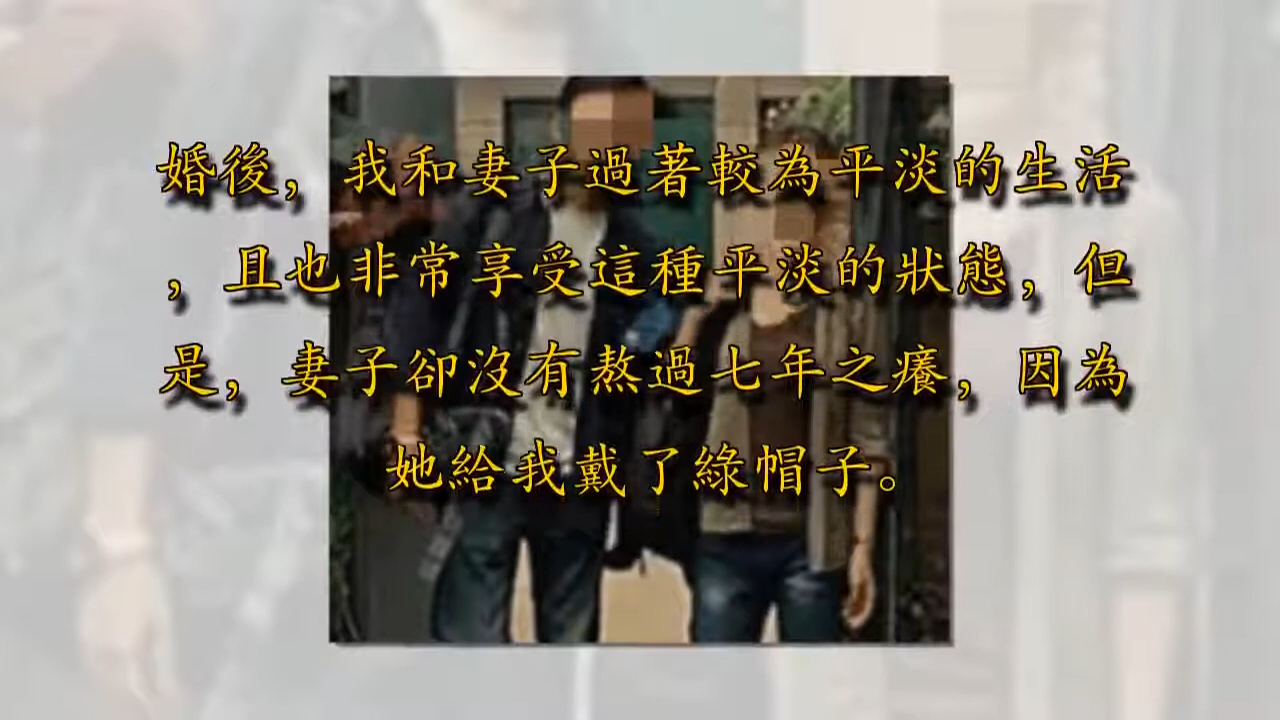 婚後，我和妻子過著較為平淡的生活
，且也非常享受這種平淡的狀態，但
是，妻子卻沒有熬過七年之癢，因為
她給我戴了綠帽子。